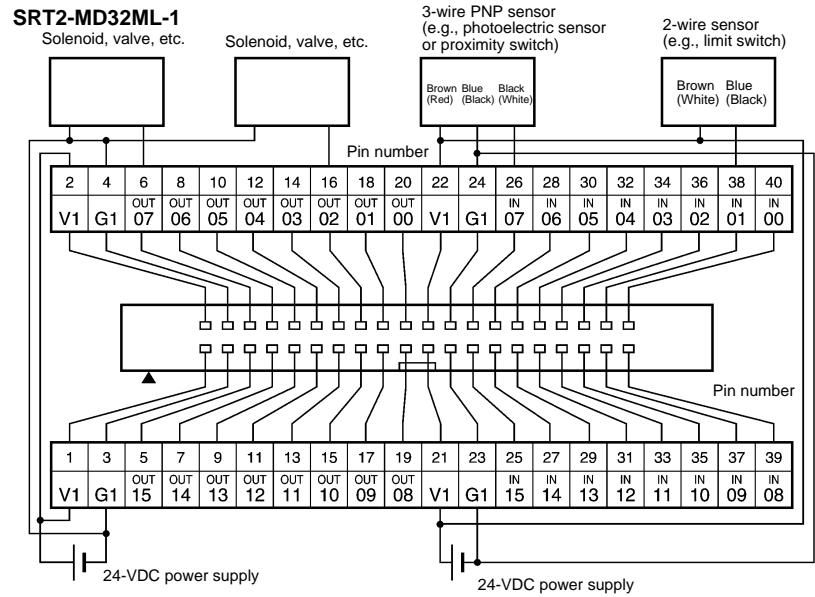 SRT2-MD32ML-1
Solenoid, valve, etc.
Solenoid, valve, etc.
3-wire PNP sensor
(e.g., photoelectric sensor
or proximity switch)
2-wire sensor
(e.g., limit switch)
Brown Blue Black
(Red) (Black) (White)
Brown Blue
(White) (Black)
Pin number
2 4 6 8 10 12 14 16 18 20 22 24 26 28 30 32 34 36 38 40
OUT OUT OUT OUT OUT OUT OUT OUT IN IN IN IN IN IN IN IN
V1 G1 07 06 05 04 03 02 01 00 V1 G1 07 06 05 04 03 02 01 00
Pin number
1 3 5 7 9 11 13 15 17 19 21 23 25 27 29 31 33 35 37 39
OUT OUT OUT OUT OUT OUT OUT OUT IN IN IN IN IN IN IN IN
V1 G1 15 14 13 12 11 10 09 08 V1 G1 15 14 13 12 11 10 09 08
24-VDC power supply
24-VDC power supply